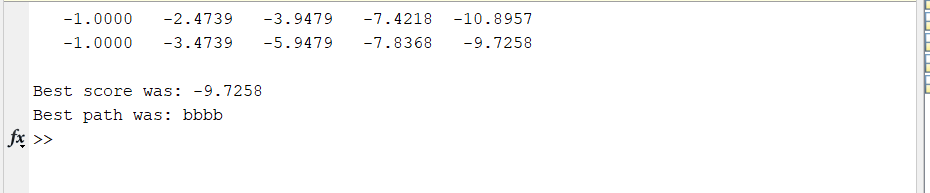 -1.0000 -2.4739 -3.9479 -7.4218 -10.8957
-1.0000 -3.4739 -5.9479 -7.8368 -9.7258
Best score was: -9.7258
Best path was: bbbb
fx >>